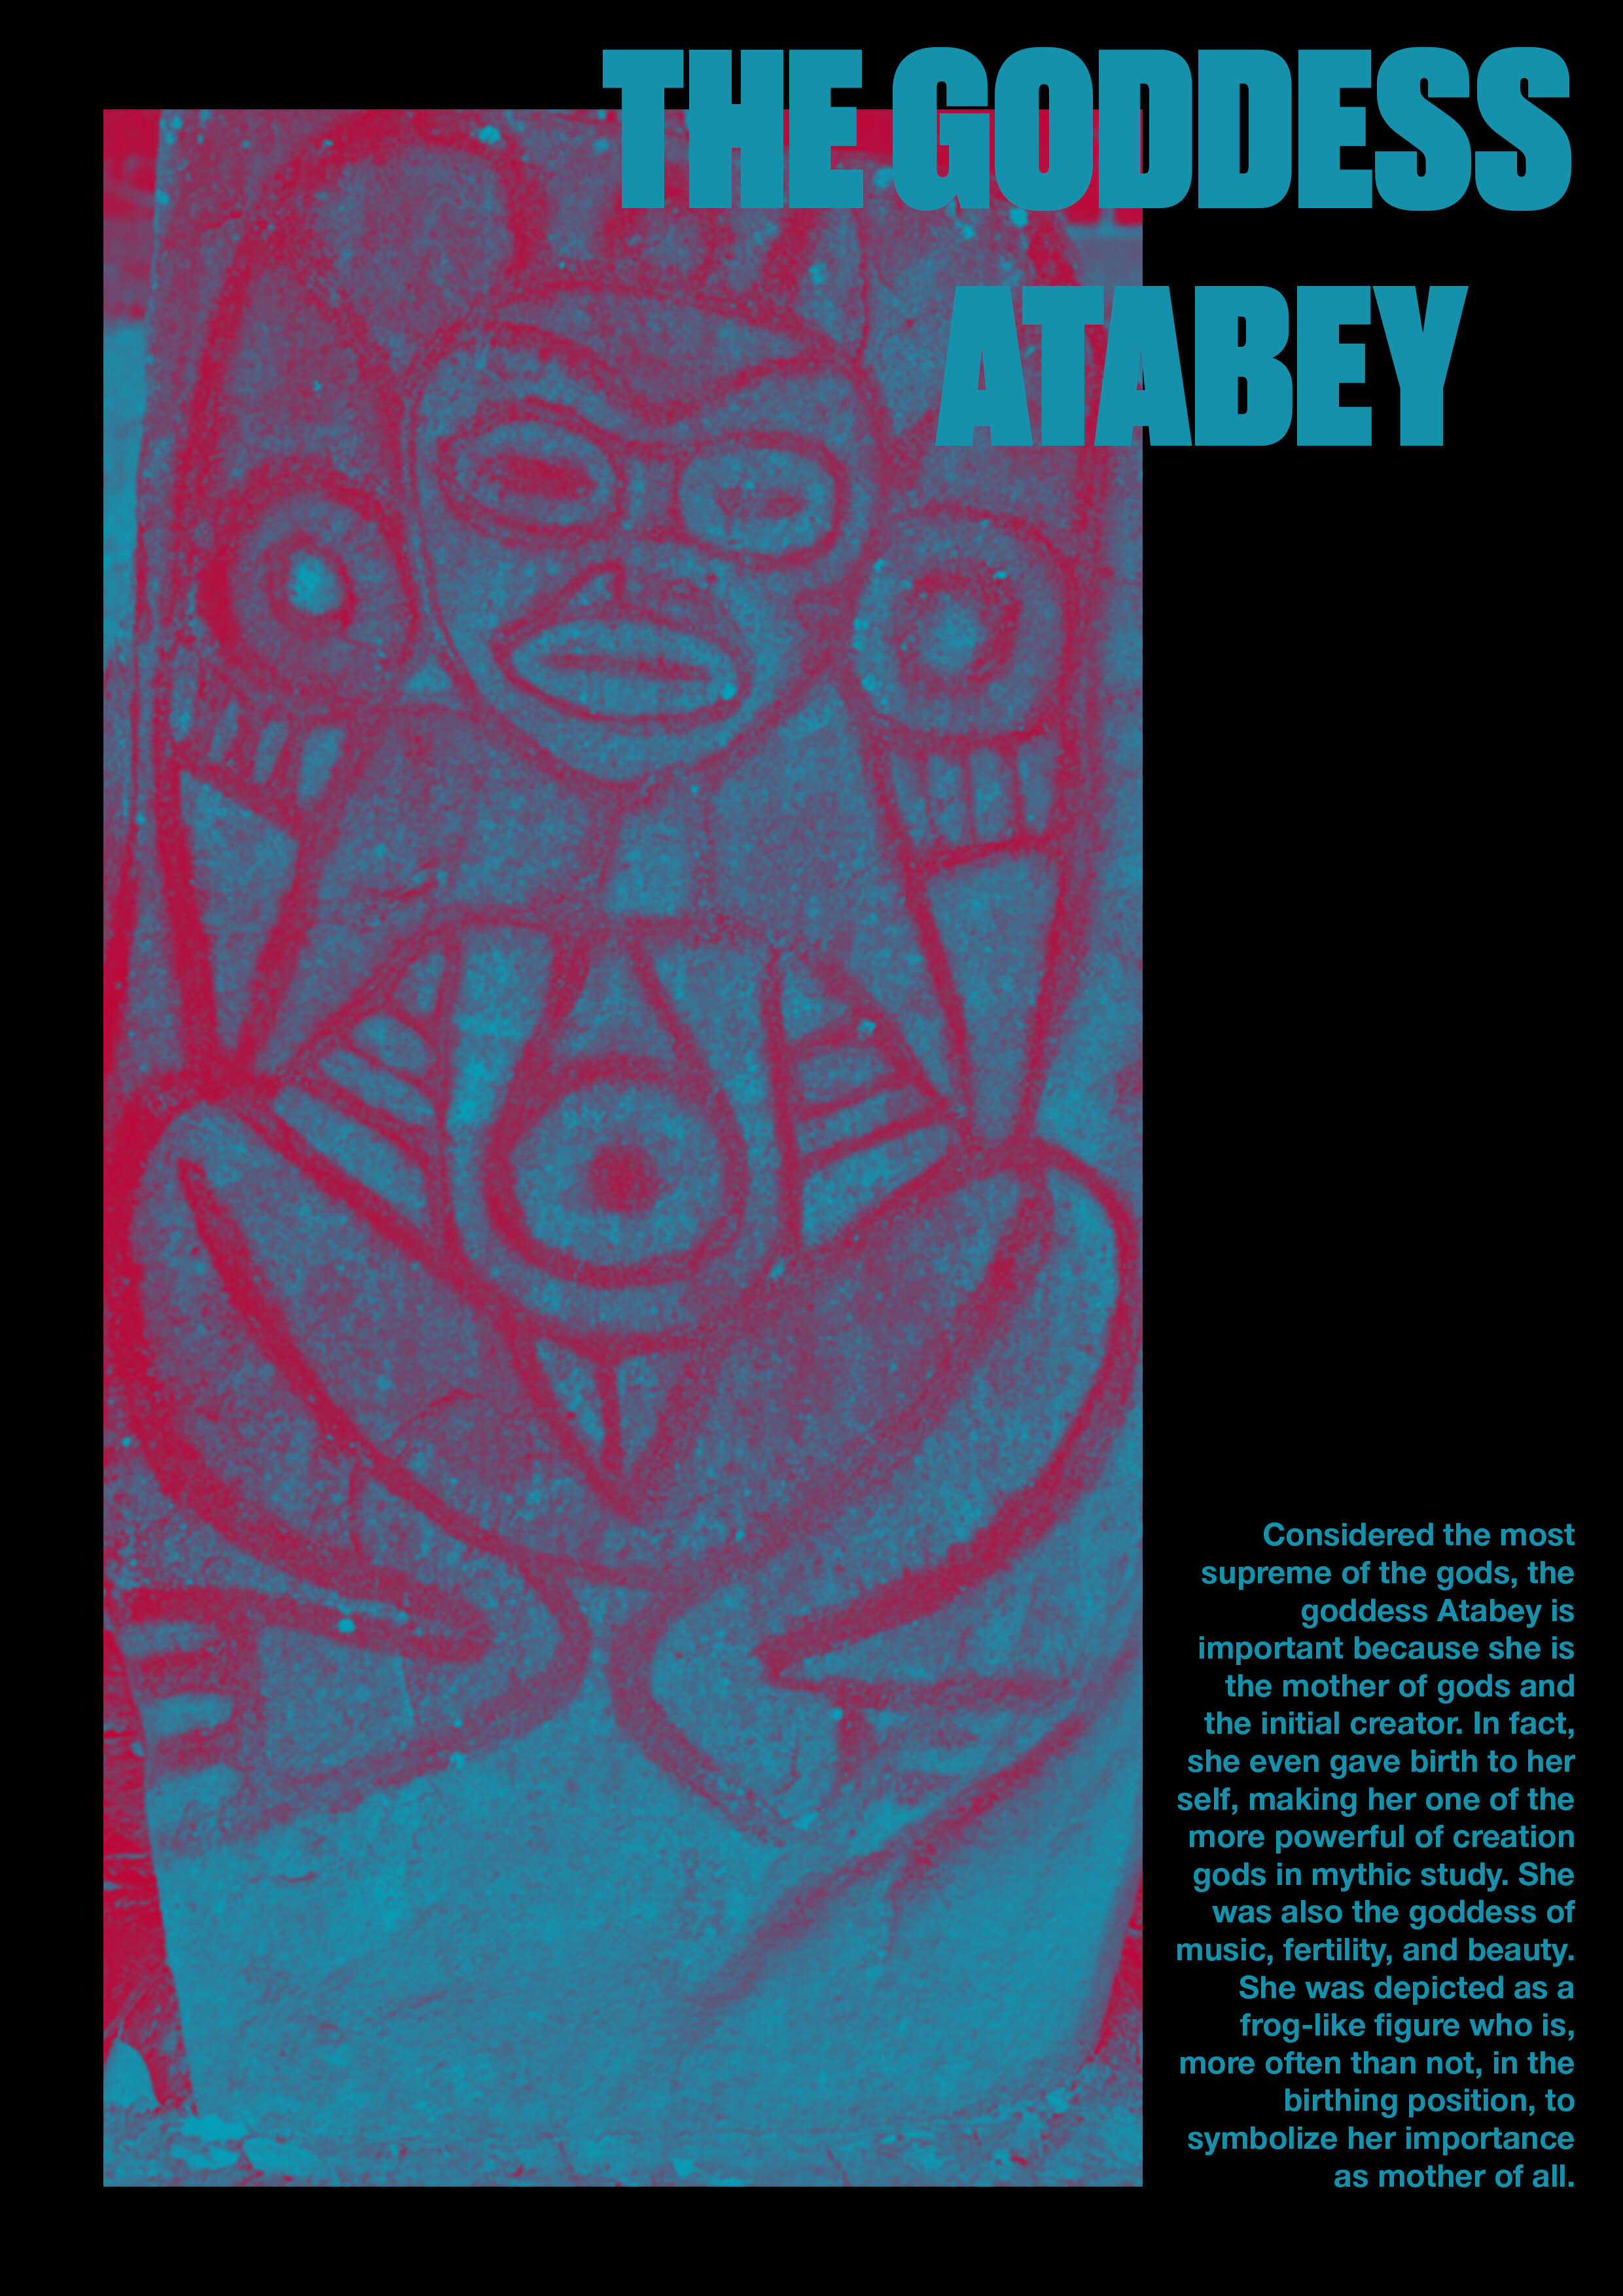 THE GODDESS
ATABEY
Considered the most
supreme of the gods, the
goddess Atabey is
important because she is
the mother of gods and
the initial creator. In fact,
she even gave birth to her
self, making her one of the
more powerful of creation
gods in mythic study. She
was also the goddess of
music, fertility, and beauty.
She was depicted as a
frog-like figure who is,
more often than not, in the
birthing position, to
symbolize her importance
as mother of all.